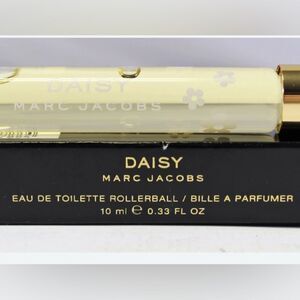 DAISY
MARC JACOBS
DAISY
MARC JACOBS
EAU DE TOILETTE ROLLERBALL / BILLE A PARFUMER
10 ml ℮ 0.33 FL OZ